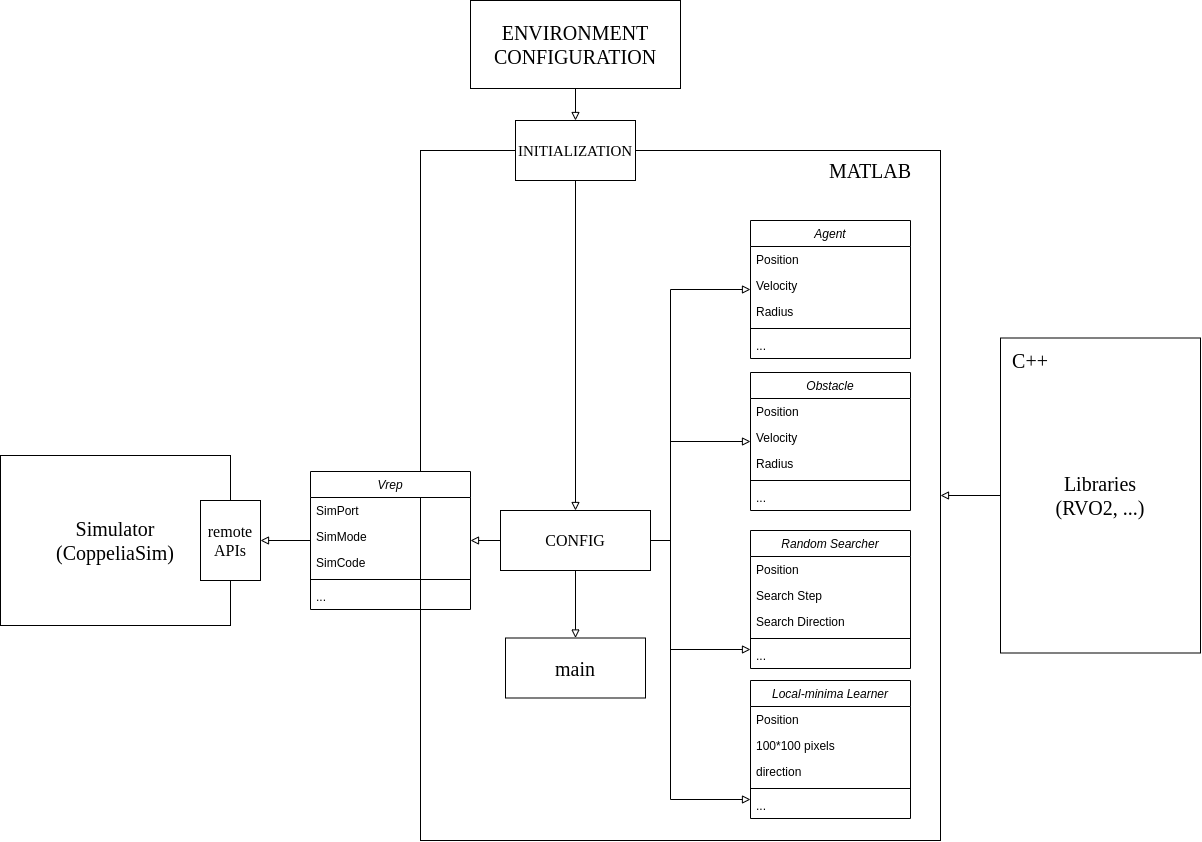 ENVIRONMENT
CONFIGURATION
INITIALIZATION
MATLAB
Agent
Position
Velocity
Radius
...
Obstacle
Position
Velocity
Radius
...
Random Searcher
Position
Search Step
Search Direction
...
Local-minima Learner
Position
100*100 pixels
direction
...
C++
Libraries
(RVO2, ...)
Simulator
(CoppeliaSim)
remote
APIs
Vrep
SimPort
SimMode
SimCode
...
CONFIG
main